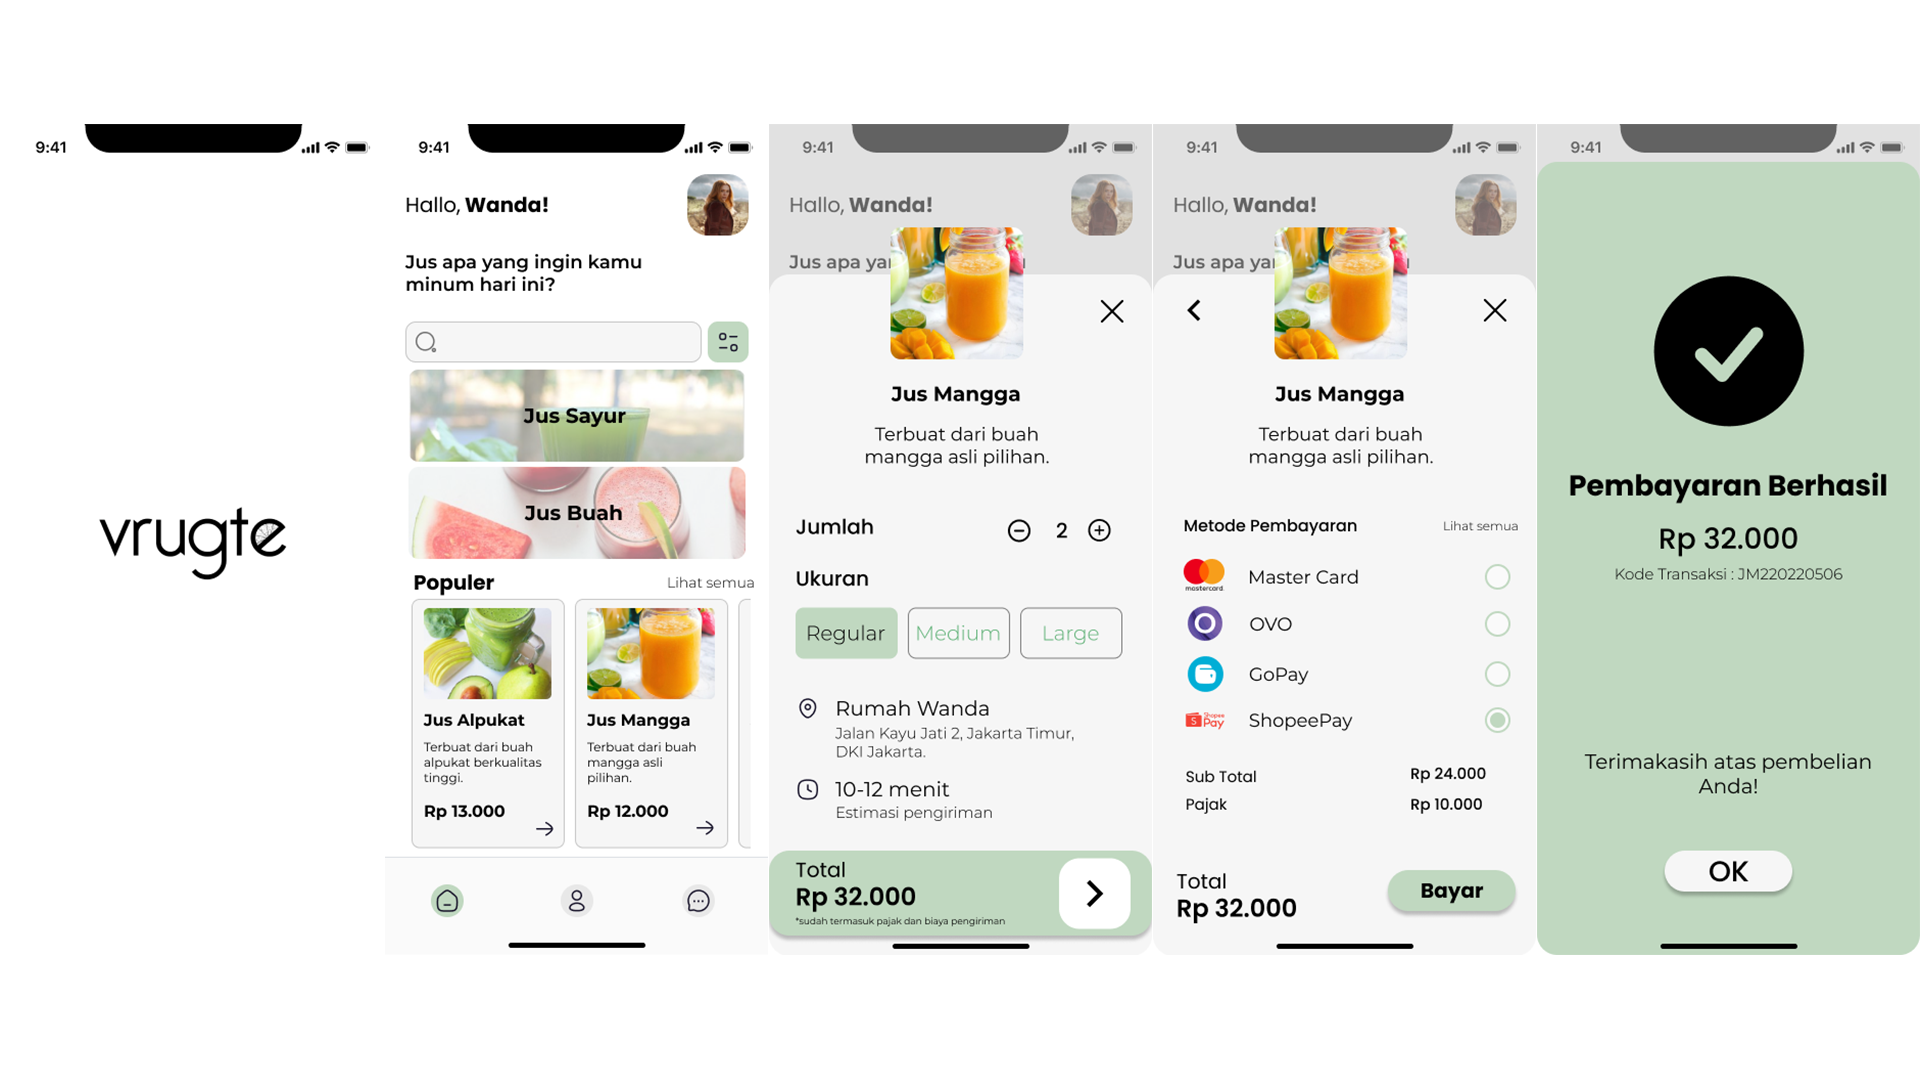 9:41
vrugte
9:41
Hallo, Wanda!
Jus apa yang ingin kamu
minum hari ini?
Jus Sayur
Jus Buah
Populer
Lihat semua
Jus Alpukat
Terbuat dari buah
alpukat berkualitas
tinggi.
Rp 13.000
Jus Mangga
Terbuat dari buah
mangga asli
pilihan.
Rp 12.000
9:41
Hallo, Wanda!
Jus apa ya
Jus Mangga
Terbuat dari buah
mangga asli pilihan.
Jumlah
2
Ukuran
Regular
Medium
Large
Rumah Wanda
Jalan Kayu Jati 2, Jakarta Timur,
DKI Jakarta.
10-12 menit
Estimasi pengiriman
Total
Rp 32.000
*sudah termasuk pajak dan biaya pengiriman
9:41
Hallo, Wanda!
Jus apa ya
Jus Mangga
Terbuat dari buah
mangga asli pilihan.
Metode Pembayaran
Lihat semua
mastercard
Master Card
OVO
GoPay
S Shopee
Pay
ShopeePay
Sub Total
Rp 24.000
Pajak
Rp 10.000
Total
Rp 32.000
Bayar
9:41
Pembayaran Berhasil
Rp 32.000
Kode Transaksi : JM220220506
Terimakasih atas pembelian
Anda!
OK